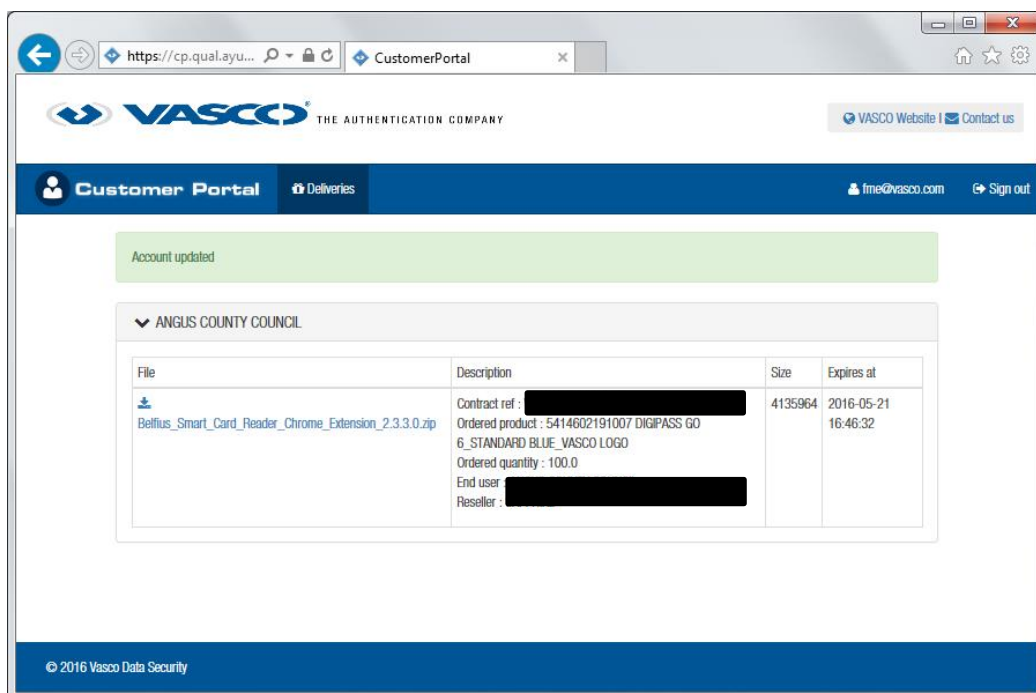 https://cp.qual.ayu...
CustomerPortal
VASCO® THE AUTHENTICATION COMPANY
VASCO Website | Contact us
Customer Portal
Deliveries
fme@vasco.com
Sign out
Account updated
ANGUS COUNTY COUNCIL
File Description Size Expires at
Belfius_Smart_Card_Reader_Chrome_Extension_2.3.3.0.zip
Contract ref :
Ordered product : 5414602191007 DIGIPASS GO
6_STANDARD BLUE_VASCO LOGO
Ordered quantity : 100.0
End user :
Reseller :
4135964
2016-05-21
16:46:32
© 2016 Vasco Data Security